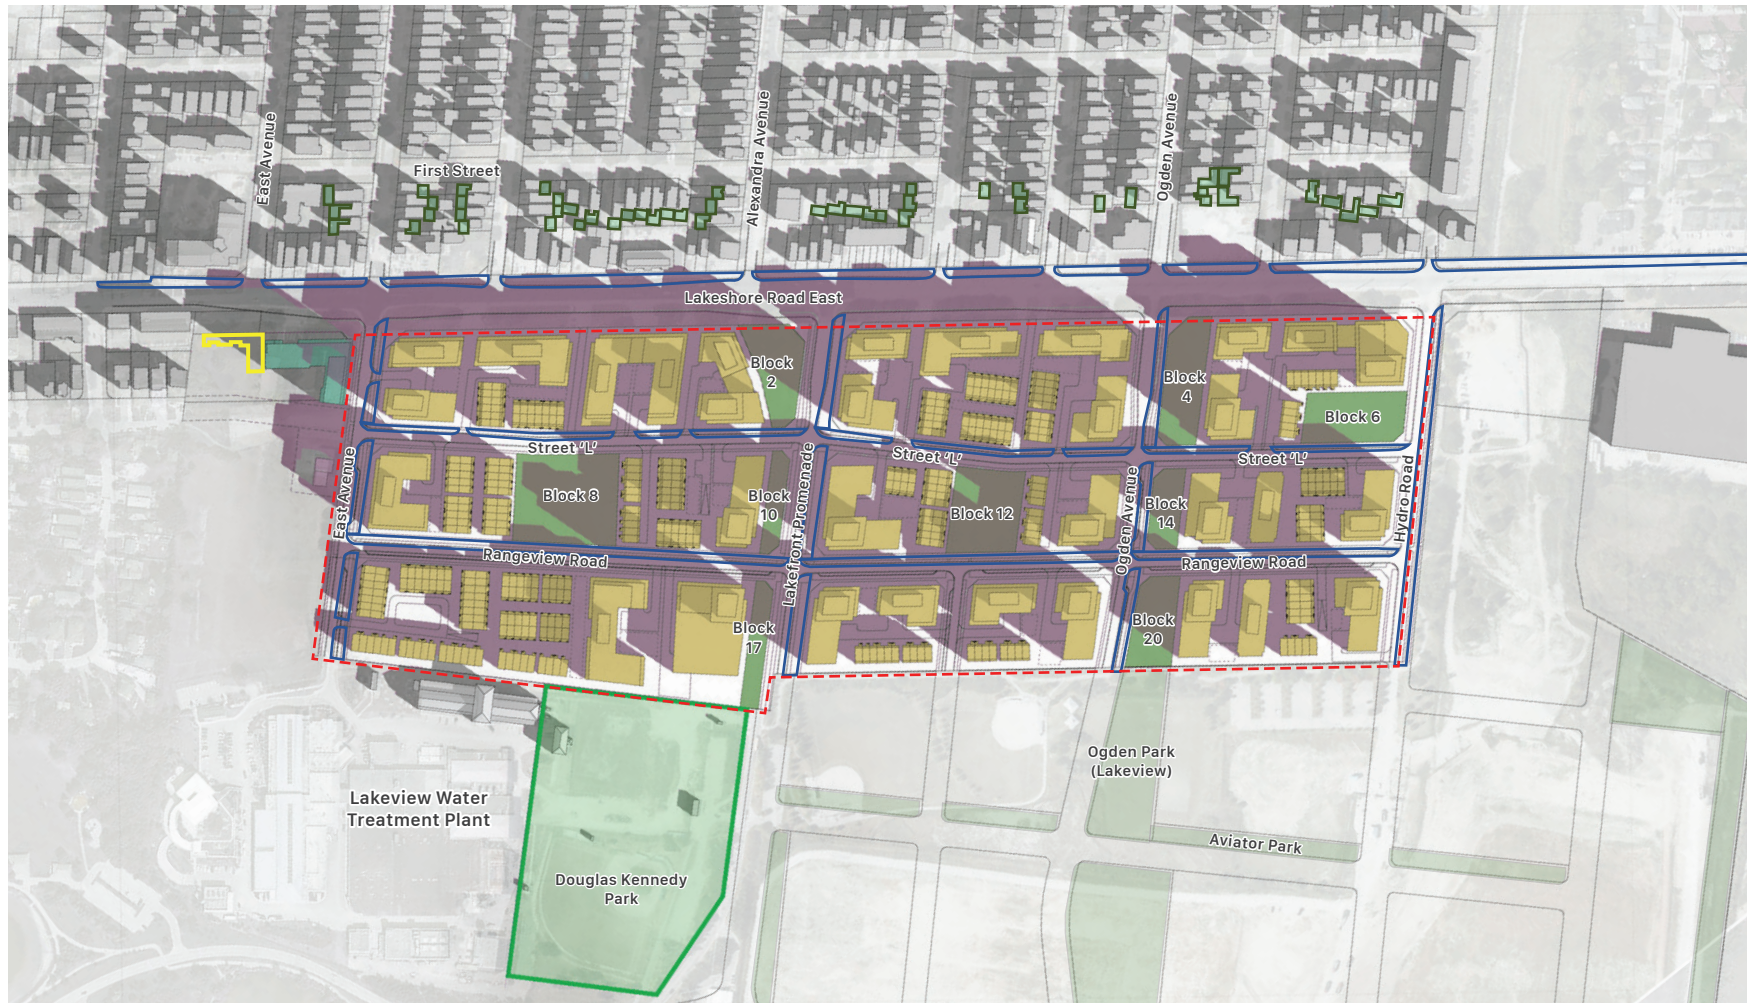 East Avenue
First Street
Alexandra Avenue
Ogden Avenue
Lakeshore Road East
Block
2
Block
4
Block 6
Street 'L'
Street 'L'
Street 'L'
East Avenue
Block 8
Block
10
Lakefront Promenade
Block 12
Ogden Avenue
Block
14
Hydro Road
Rangeview Road
Rangeview Road
Block
17
Block
20
Ogden Park
(Lakeview)
Lakeview Water
Treatment Plant
Aviator Park
Douglas Kennedy
Park